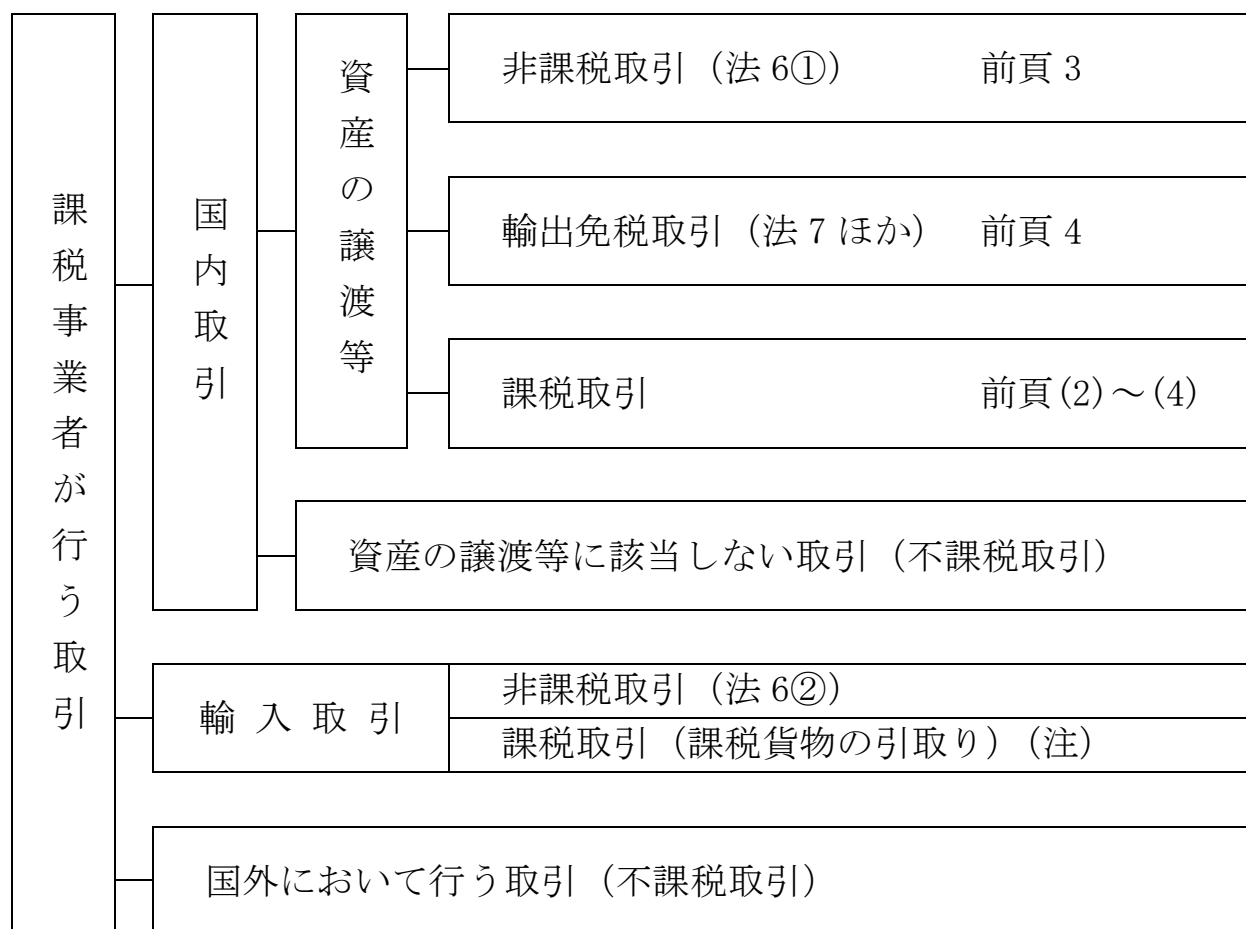 課税事業者が行う取引
国内取引
資産の譲渡等
非課税取引（法 6①） 前頁 3
輸出免税取引（法 7 ほか） 前頁 4
課税取引 前頁(2)～(4)
資産の譲渡等に該当しない取引（不課税取引）
輸 入 取 引
非課税取引（法 6②）
課税取引（課税貨物の引取り）（注）
国外において行う取引（不課税取引）